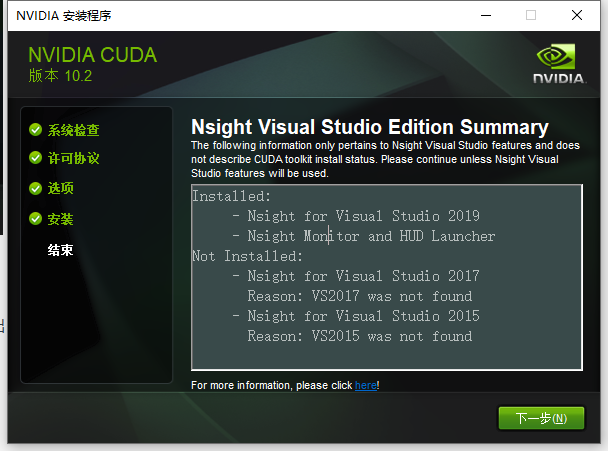 NVIDIA 安装程序
NVIDIA CUDA
版本 10.2
NVIDIA.
系统检查
许可协议
选项
安装
结束
Nsight Visual Studio Edition Summary
The following information only pertains to Nsight Visual Studio features and does
not describe CUDA toolkit install status. Please continue unless Nsight Visual
Studio features will be used.
Installed:
- Nsight for Visual Studio 2019
- Nsight Monitor and HUD Launcher
Not Installed:
- Nsight for Visual Studio 2017
Reason: VS2017 was not found
- Nsight for Visual Studio 2015
Reason: VS2015 was not found
For more information, please click here!
下一步(N)